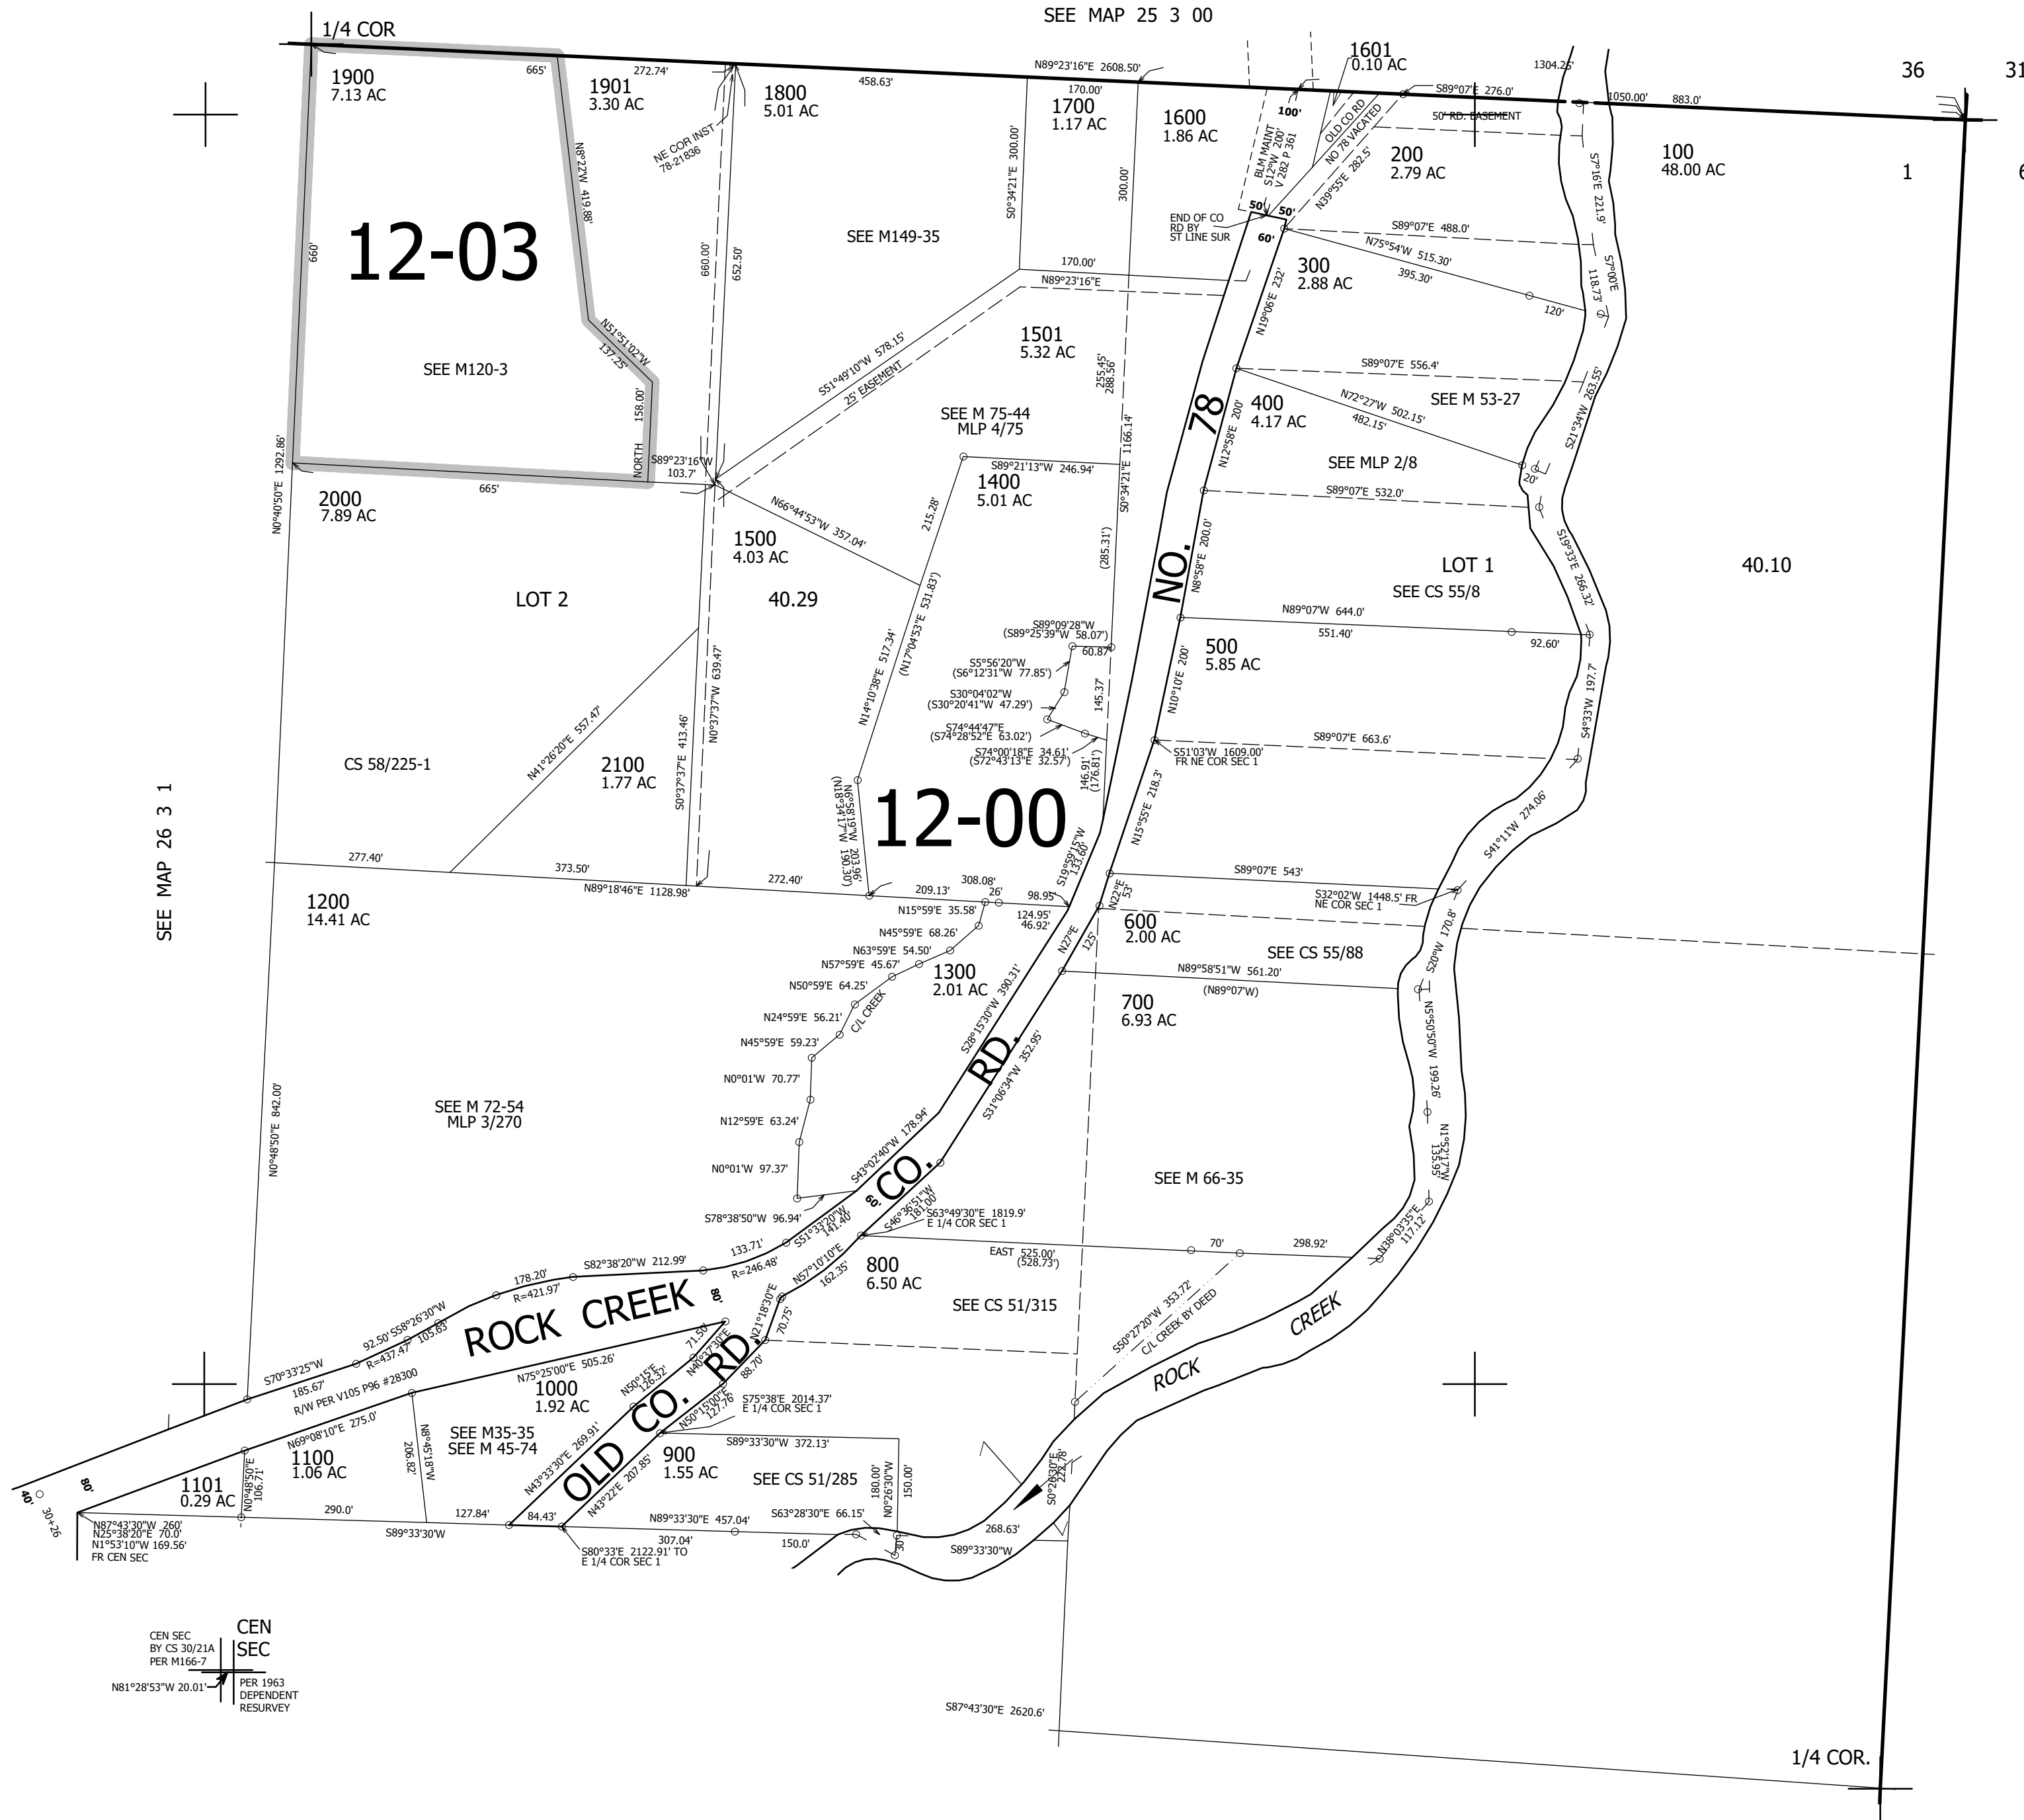 SEE MAP 25 3 00
1/4 COR
1900
7.13 AC
665'
1901
3.30 AC
272.74'
1800
5.01 AC
458.63'
N89°23'16"E 2608.50'
170.00'
1700
1.17 AC
1600
1.86 AC
1601
0.10 AC
1304.25'
36
31
S89°07'E 276.0'
1050.00'
883.0'
50' RD. EASEMENT
100'
OLD CO RD
NO 78 VACATED
BLM MAINT
S12°W 200'
V 282 P 361
N39°55'E 282.5'
200
2.79 AC
100
48.00 AC
1
6
NE COR INST
78-21836
N8°22'W 419.88'
S0°34'21"E 300.00'
300.00'
S7°16'E 221.9'
12-03
660'
660.00'
652.50'
SEE M149-35
END OF CO
RD BY
ST LINE SUR
50'
50'
60'
S89°07'E 488.0'
N75°54'W 515.30'
395.30'
120'
S7°00'E
118.73'
300
2.88 AC
N19°06'E 232'
170.00'
N89°23'16"E
N51°51'02"W
137.25'
SEE M120-3
158.00'
NORTH
S51°49'10"W 578.15'
25' EASEMENT
1501
5.32 AC
255.45'
288.56'
S89°07'E 556.4'
SEE M 53-27
N72°27'W 502.15'
482.15'
S21°34'W 263.55'
400
4.17 AC
N12°58'E 200'
SEE M 75-44
MLP 4/75
S0°34'21"E 1166.14'
SEE MLP 2/8
20'
N0°40'50"E 1292.86'
S89°23'16"W
103.7'
665'
S89°21'13"W 246.94'
S89°07'E 532.0'
2000
7.89 AC
1400
5.01 AC
215.28'
N66°44'53"W 357.04'
1500
4.03 AC
(285.31')
N8°58'E 200.0'
S19°33'E 266.32'
LOT 2
40.29
LOT 1
SEE CS 55/8
40.10
N89°07'W 644.0'
551.40'
92.60'
(N17°04'53"E 531.83')
N14°10'38"E 517.34'
S89°09'28"W
(S89°25'39"W 58.07')
60.87'
S5°56'20"W
(S6°12'31"W 77.85')
S30°04'02"W
(S30°20'41"W 47.29')
S74°44'47"E
(S74°28'52"E 63.02')
S74°00'18"E 34.61'
(S72°43'13"E 32.57')
145.37'
146.91'
(176.81')
500
5.85 AC
N10°10'E 200'
S4°33'W 197.7'
S89°07'E 663.6'
S51'03'W 1609.00'
FR NE COR SEC 1
N41°26'20"E 557.47'
S0°37'37"E 413.46'
N0°37'37"W 639.47'
CS 58/225-1
2100
1.77 AC
SEE MAP 26 3 1
N6°58'19"W 203.96'
(N18°34'17"W 190.30')
12-00
N15°55'E 218.3'
S41°11'W 274.06'
277.40'
373.50'
N89°18'46"E 1128.98'
272.40'
209.13'
308.08'
26'
98.95'
124.95'
46.92'
S19°59'15"W
133.60'
N22°E
53'
S89°07'E 543'
S32°02'W 1448.5' FR
NE COR SEC 1
1200
14.41 AC
N15°59'E 35.58'
N45°59'E 68.26'
N63°59'E 54.50'
N57°59'E 45.67'
N50°59'E 64.25'
N24°59'E 56.21'
N45°59'E 59.23'
N0°01'W 70.77'
N12°59'E 63.24'
N0°01'W 97.37'
S78°38'50"W 96.94'
C/L CREEK
1300
2.01 AC
N27°E
125'
600
2.00 AC
SEE CS 55/88
S20°W 170.8'
N89°58'51"W 561.20'
(N89°07'W)
700
6.93 AC
S28°15'30"W 390.31'
S31°06'34"W 352.95'
N5°50'50"W 199.26'
N0°48'50"E 842.00'
SEE M 72-54
MLP 3/270
CO. RD. NO. 78
S43°02'40"W 178.94'
60'
S46°36'51"W
181.00'
SEE M 66-35
N1°52'17"W
135.95'
N38°03'35"E
117.12'
S63°49'30"E 1819.9'
E 1/4 COR SEC 1
S51°33'20"W
141.40'
EAST 525.00'
(528.73')
70'
298.92'
133.71'
R=246.48'
S82°38'20"W 212.99'
178.20'
R=421.97'
N57°10'10"E
162.35'
800
6.50 AC
SEE CS 51/315
S50°27'20"W 353.72'
C/L CREEK BY DEED
ROCK CREEK
92.50'
S58°26'30"W
105.63'
R=437.47'
80'
ROCK CREEK
N21°18'30"E
70.75'
S70°33'25"W
185.67'
R/W PER V105 P96 #28300
N75°25'00"E 505.26'
71.50'
N40°37'30"E
88.70'
N50°15'E
126.32'
N50°15'00"E
127.76'
S75°38'E 2014.37'
E 1/4 COR SEC 1
1000
1.92 AC
OLD CO. RD.
N69°08'10"E 275.0'
N8°45'18"W
206.82'
SEE M35-35
SEE M 45-74
N43°33'30"E 269.91'
N43°22'E 207.85'
S89°33'30"W 372.13'
900
1.55 AC
SEE CS 51/285
180.00'
N0°26'30"W
150.00'
S0°26'30"E
222.78'
1100
1.06 AC
1101
0.29 AC
N0°48'50"E
106.71'
80'
40'
30+26
N87°43'30"W 260'
N25°38'20"E 70.0'
N1°53'10"W 169.56'
FR CEN SEC
290.0'
S89°33'30'W
127.84'
84.43'
N89°33'30"E 457.04'
307.04'
S63°28'30"E 66.15'
150.0'
30'
268.63'
S89°33'30"W
S80°33'E 2122.91' TO
E 1/4 COR SEC 1
CEN SEC
BY CS 30/21A
PER M166-7
CEN
SEC
N81°28'53"W 20.01'
PER 1963
DEPENDENT
RESURVEY
S87°43'30"E 2620.6'
1/4 COR.